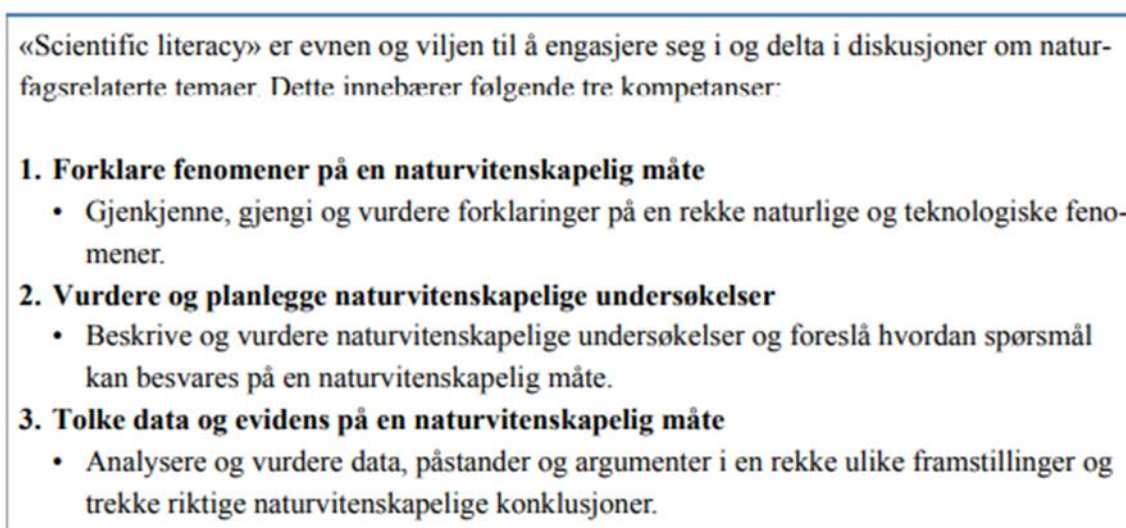 «Scientific literacy» er evnen og viljen til å engasjere seg i og delta i diskusjoner om natur-
fagsrelaterte temaer. Dette innebærer følgende tre kompetanser:
1. Forklare fenomener på en naturvitenskapelig måte
• Gjenkjenne, gjengi og vurdere forklaringer på en rekke naturlige og teknologiske feno-
mener.
2. Vurdere og planlegge naturvitenskapelige undersøkelser
• Beskrive og vurdere naturvitenskapelige undersøkelser og foreslå hvordan spørsmål
kan besvares på en naturvitenskapelig måte.
3. Tolke data og evidens på en naturvitenskapelig måte
• Analysere og vurdere data, påstander og argumenter i en rekke ulike framstillinger og
trekke riktige naturvitenskapelige konklusjoner.